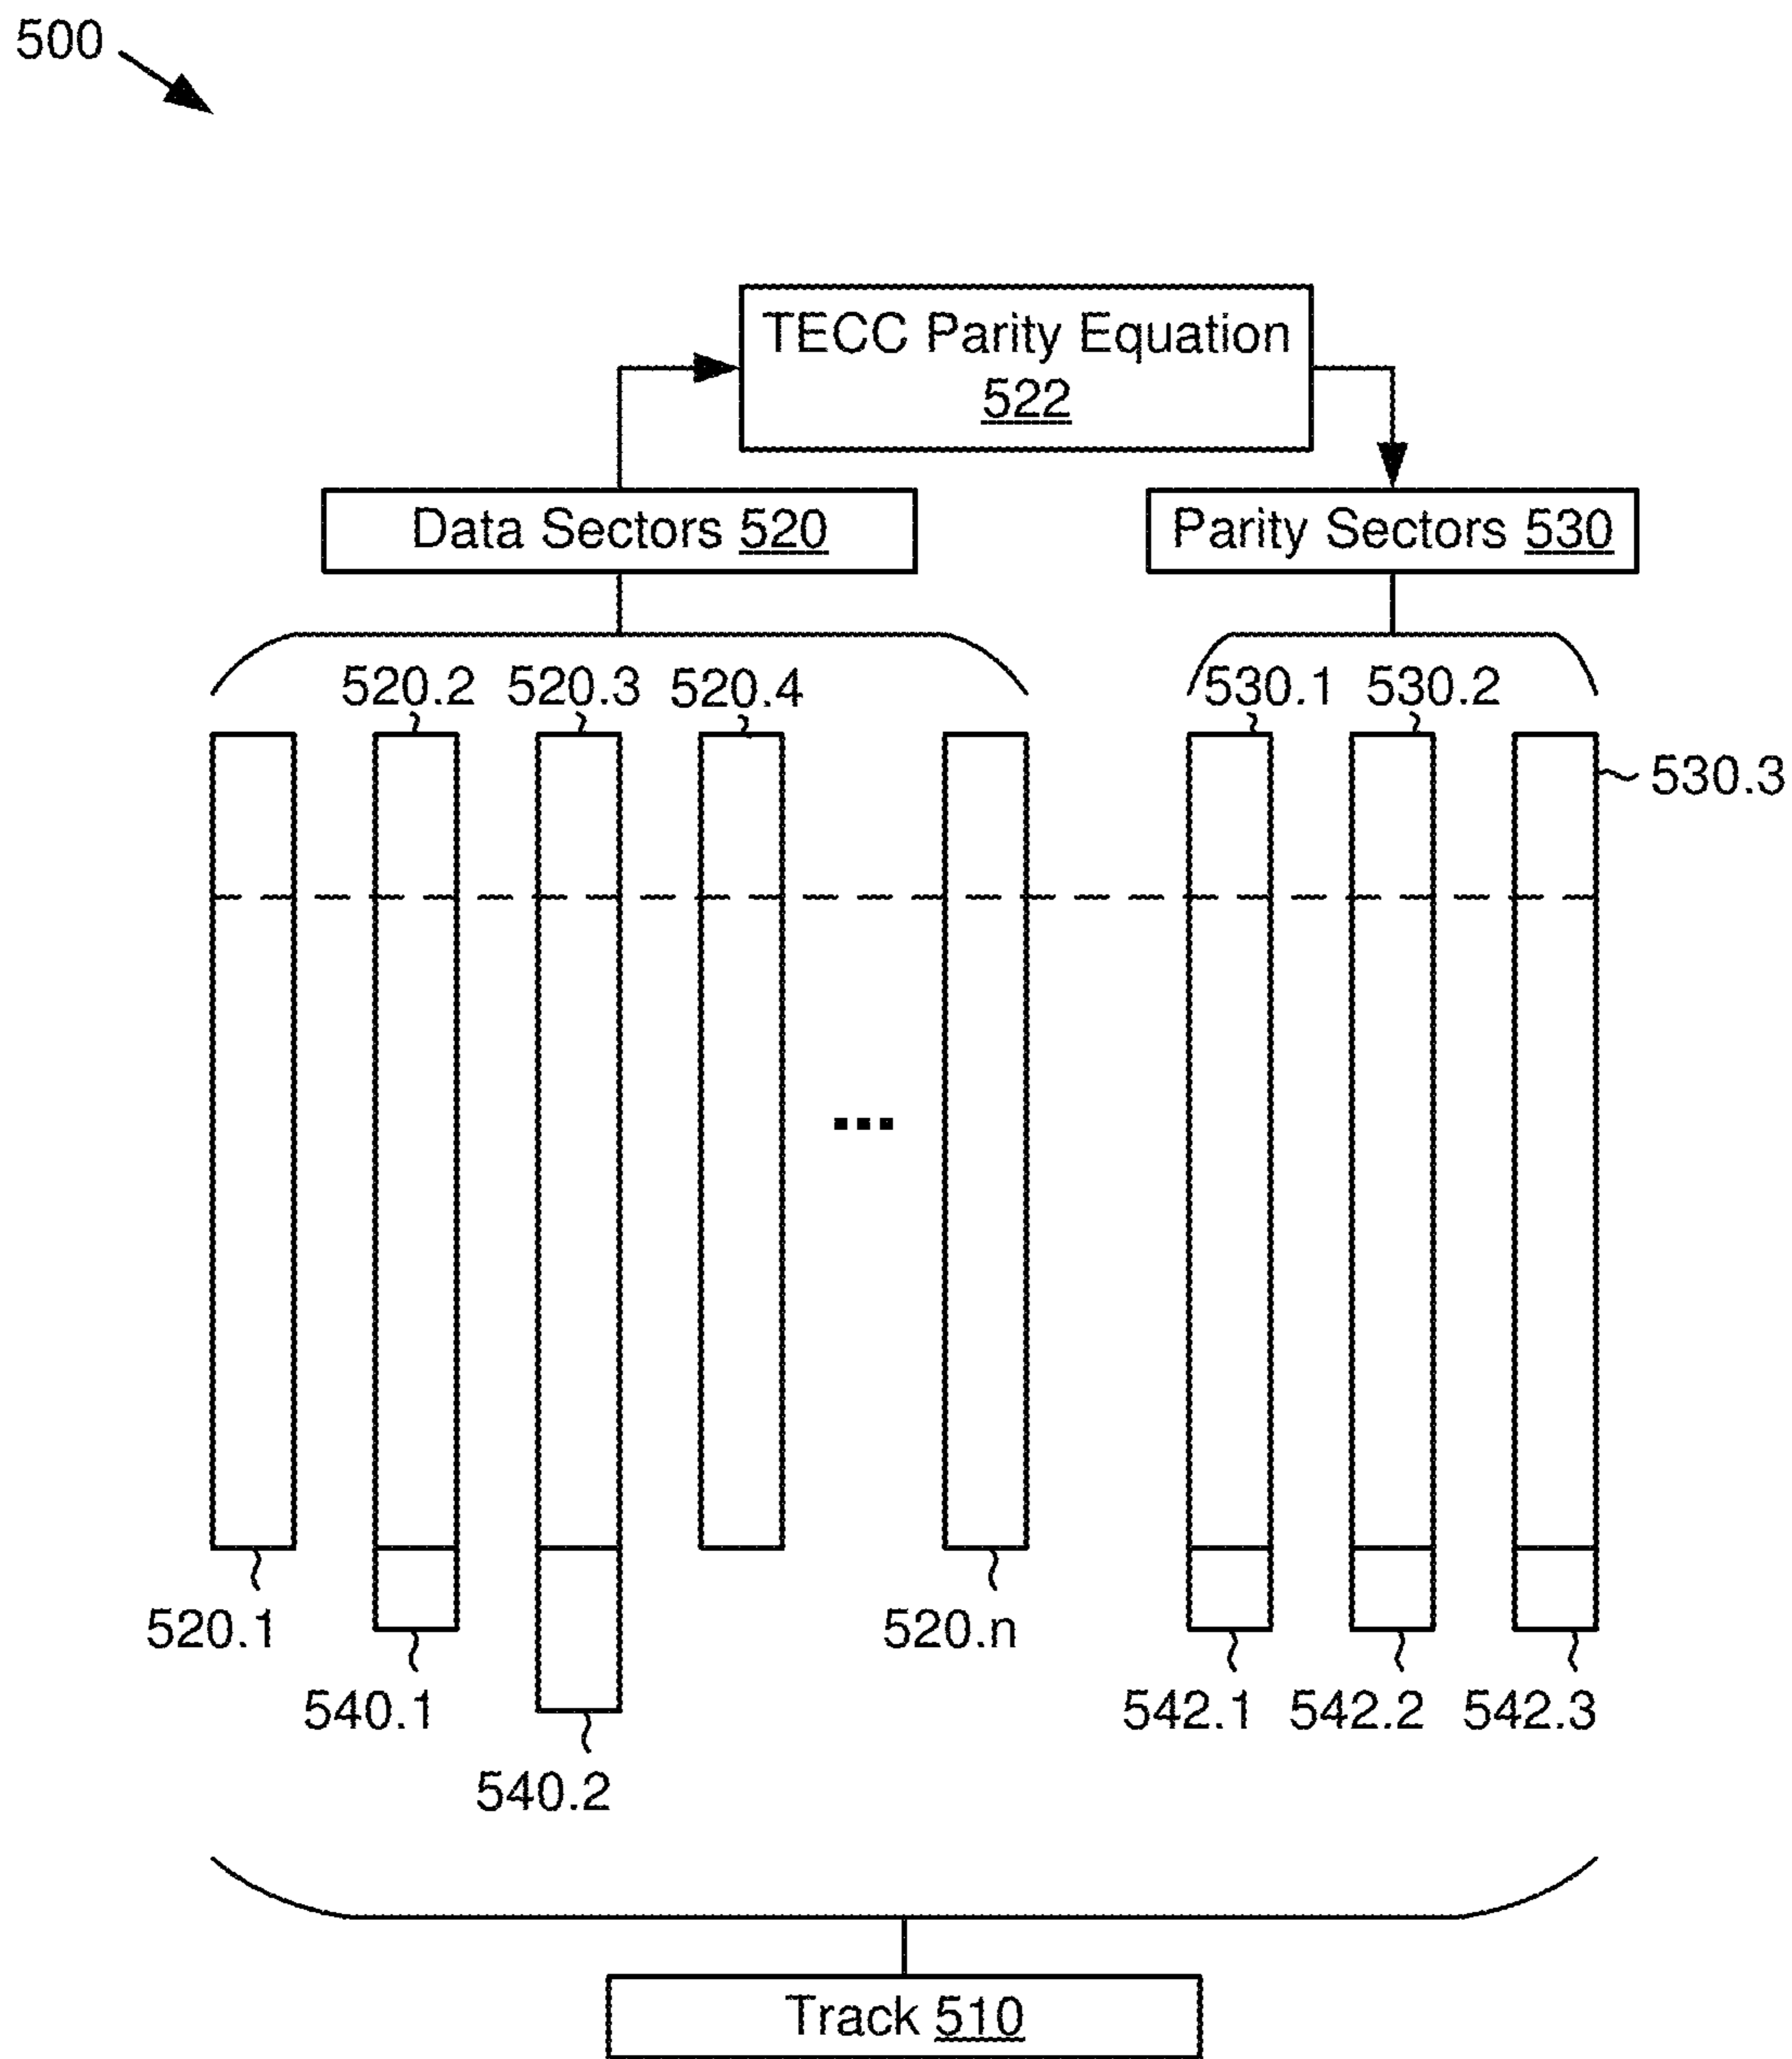 500
TECC Parity Equation
522
Data Sectors 520
Parity Sectors 530
520.2 520.3 520.4 530.1 530.2
530.3
...
520.1 520.n
540.1 542.1 542.2 542.3
540.2
Track 510